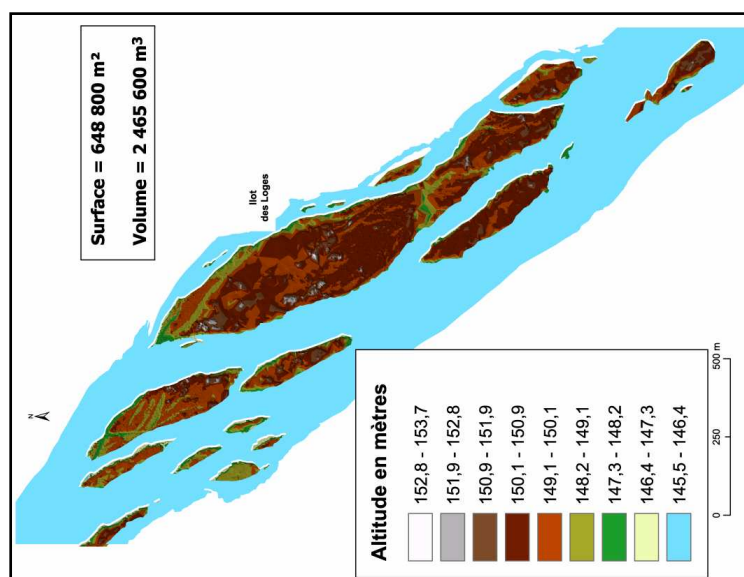 Surface = 648 800 m²
Volume = 2 465 600 m³
Ilot
des Loges
N
Altitude en mètres
152,8 - 153,7
151,9 - 152,8
150,9 - 151,9
150,1 - 150,9
149,1 - 150,1
148,2 - 149,1
147,3 - 148,2
146,4 - 147,3
145,5 - 146,4
0 250 500 m